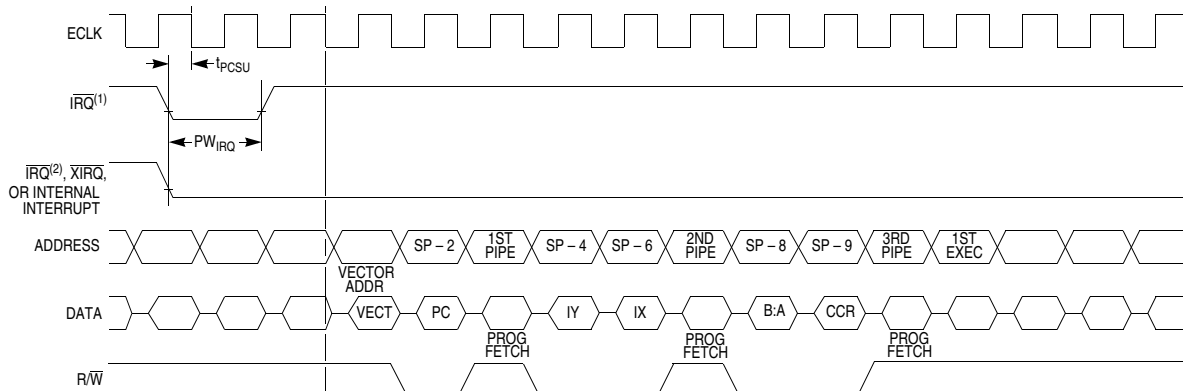 ECLK
tPCSU
IRQ(1)
PWIRQ
IRQ(2), XIRQ,
OR INTERNAL
INTERRUPT
ADDRESS
SP – 2
1ST
PIPE
SP – 4
SP – 6
2ND
PIPE
SP – 8
SP – 9
3RD
PIPE
1ST
EXEC
VECTOR
ADDR
DATA
VECT
PC
IY
IX
B:A
CCR
PROG
FETCH
PROG
FETCH
PROG
FETCH
R/W